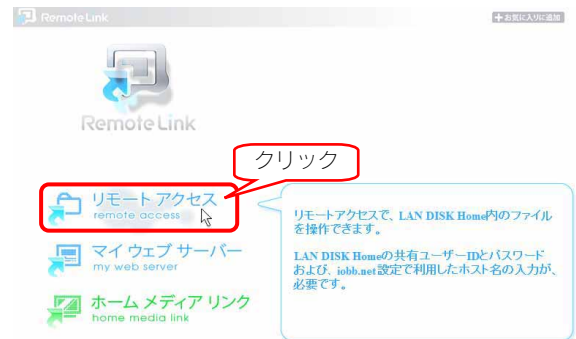 RemoteLink
+お気に入りに追加
RemoteLink
クリック
リモート アクセス
remote access
リモートアクセスで、LAN DISK Home内のファイル
を操作できます。
LAN DISK Homeの共有ユーザーIDとパスワード
および、iobb.net設定で利用したホスト名の入力が、
必要です。
マイ ウェブ サーバー
my web server
ホーム メディア リンク
home media link